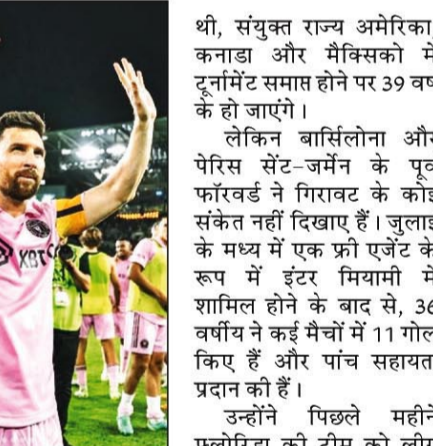 थी, संयुक्त राज्य अमेरिका,
कनाडा और मैक्सिको में
टूर्नामेंट समाप्त होने पर 39 वर्ष
के हो जाएंगे।
लेकिन बार्सिलोना और
पेरिस सेंट-जर्मेन के पूर्व
फॉरवर्ड ने गिरावट के कोई
संकेत नहीं दिखाए हैं। जुलाई
के मध्य में एक फ्री एजेंट के
रूप में इंटर मियामी में
शामिल होने के बाद से, 36
वर्षीय ने कई मैचों में 11 गोल
किए हैं और पांच सहायता
प्रदान की हैं।
उन्होंने पिछले महीने
फ्लोरिडा की टीम को लीग